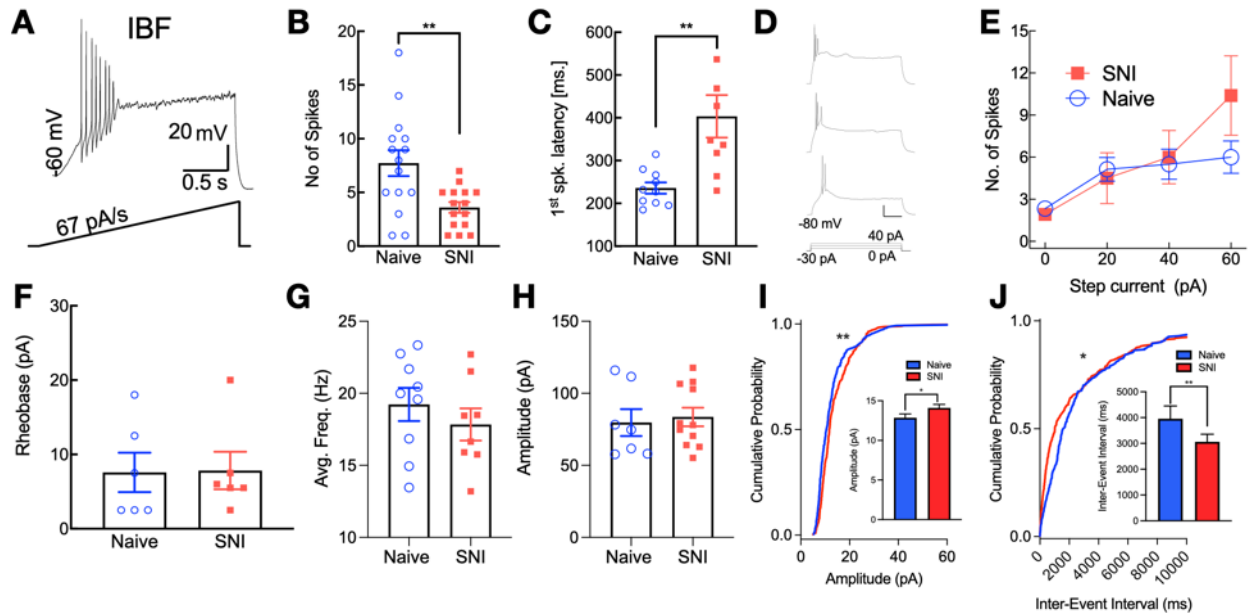 A
IBF
-60 mV
20 mV
0.5 s
67 pA/s
B
**
No of Spikes
20
15
10
5
0
Naive
SNI
C
**
1st spk. latency [ms.]
600
500
400
300
200
100
Naive
SNI
D
-80 mV
40 pA
-30 pA
0 pA
E
No. of Spikes
15
12
9
6
3
0
SNI
Naive
0
20
40
60
Step current (pA)
F
Rheobase (pA)
30
20
10
0
Naive
SNI
G
Avg. Freq. (Hz)
25
20
15
10
Naive
SNI
H
Amplitude (pA)
150
100
50
0
Naive
SNI
I
Cumulative Probability
1.0
0.5
0.0
**
Naive
SNI
Amplitude (pA)
15
10
5
0
*
0
20
40
60
Amplitude (pA)
J
Cumulative Probability
1.0
0.5
0.0
*
Naive
SNI
Inter-Event Interval (ms)
5000
4000
3000
2000
1000
0
**
0
2000
4000
6000
8000
10000
Inter-Event Interval (ms)